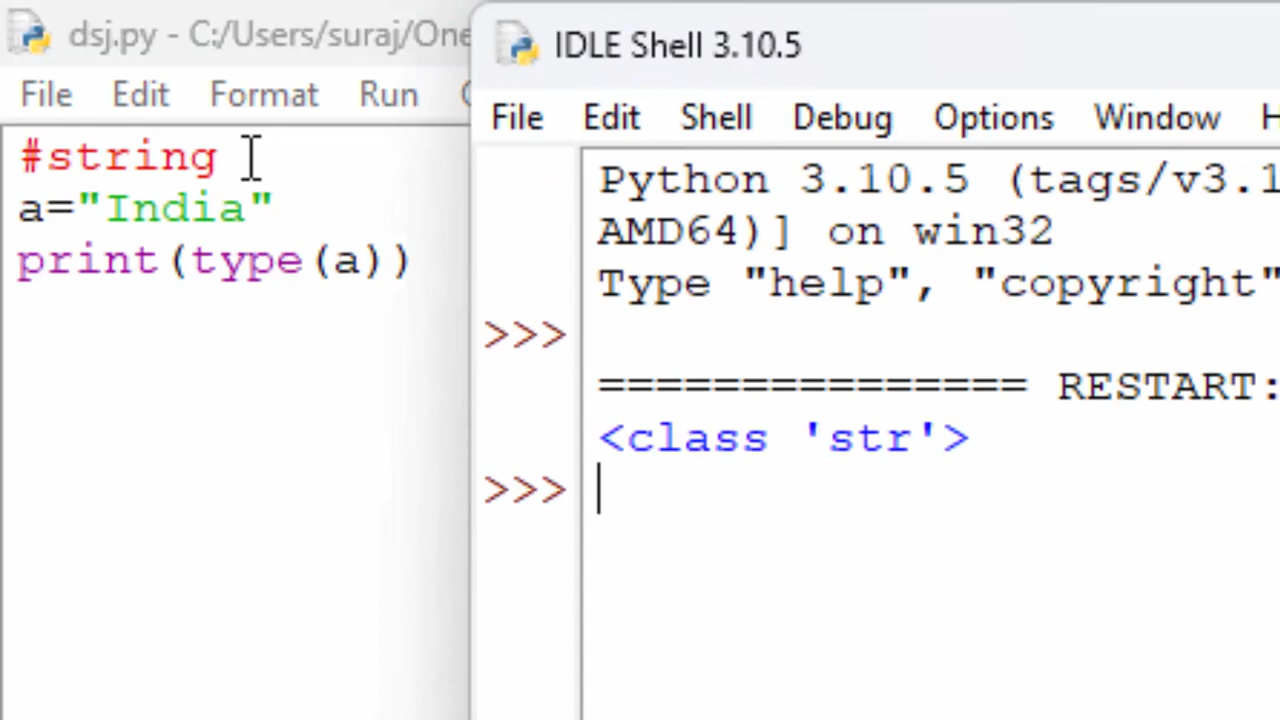 dsj.py - C:/Users/suraj/One
File Edit Format Run
#string
a="India"
print(type(a))
IDLE Shell 3.10.5
File Edit Shell Debug Options Window H
Python 3.10.5 (tags/v3.1
AMD64)] on win32
Type "help", "copyright"
>>>
=============== RESTART:
<class 'str'>
>>>